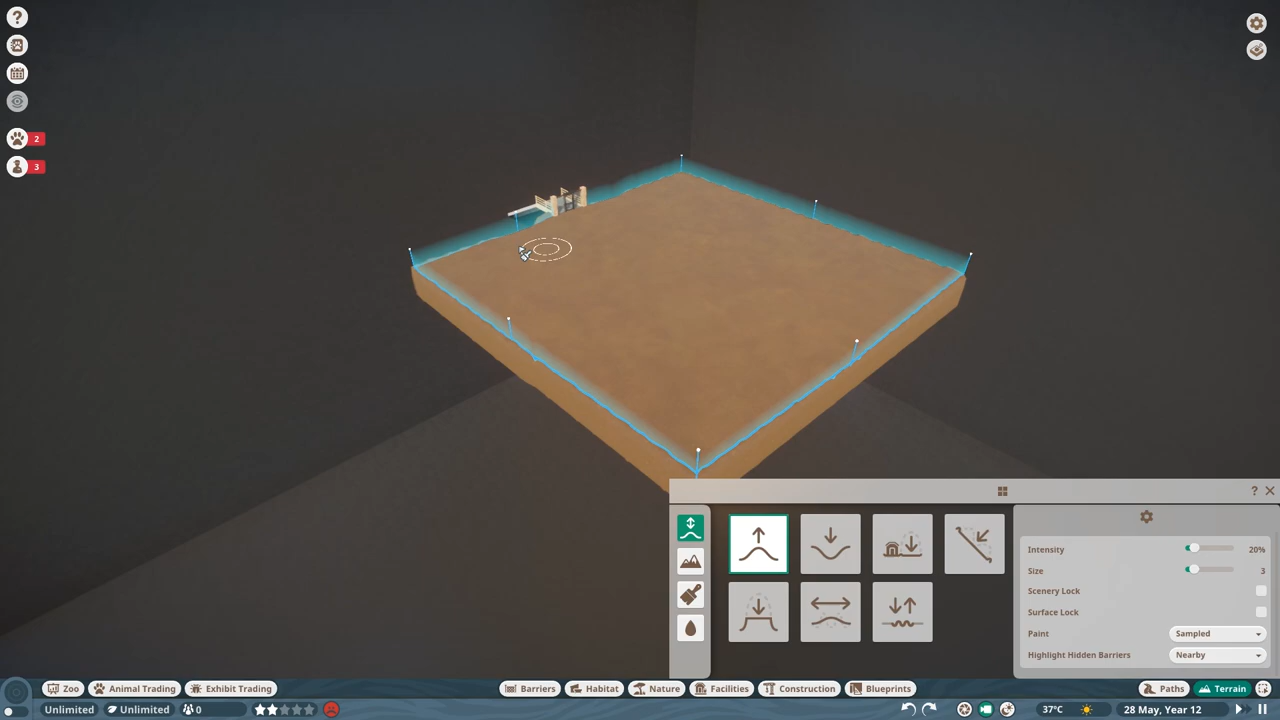 ?
2
3
?
Intensity 20%
Size 3
Scenery Lock
Surface Lock
Paint Sampled
Highlight Hidden Barriers Nearby
Zoo Animal Trading Exhibit Trading Barriers Habitat Nature Facilities Construction Blueprints Paths Terrain
Unlimited Unlimited 0 37°C 28 May, Year 12